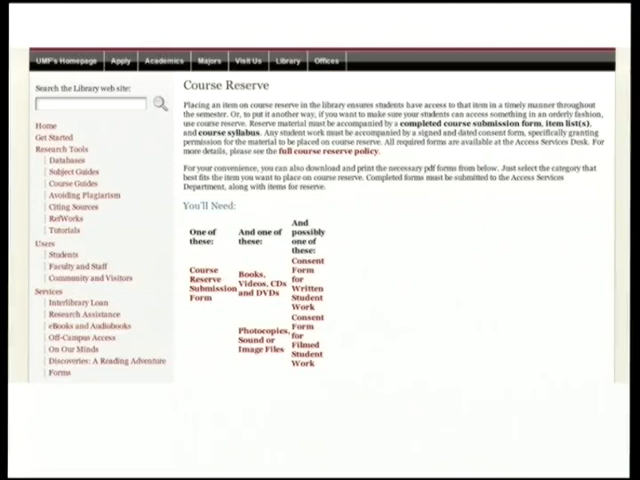 UMF's Homepage Apply Academics Majors Visit Us Library Offices
Search the Library web site:
Home
Get Started
Research Tools
Databases
Subject Guides
Course Guides
Avoiding Plagiarism
Citing Sources
RefWorks
Tutorials
Users
Students
Faculty and Staff
Community and Visitors
Services
Interlibrary Loan
Research Assistance
eBooks and Audiobooks
Off-Campus Access
On Our Minds
Discoveries: A Reading Adventure
Forms
Course Reserve
Placing an item on course reserve in the library ensures students have access to that item in a timely manner throughout
the semester. Or, to put it another way, if you want to make sure your students can access something in an orderly fashion,
use course reserve. Reserve material must be accompanied by a completed course submission form, item list(s),
and course syllabus. Any student work must be accompanied by a signed and dated consent form, specifically granting
permission for the material to be placed on course reserve. All required forms are available at the Access Services Desk. For
more details, please see the full course reserve policy.
For your convenience, you can also download and print the necessary pdf forms from below. Just select the category that
best fits the item you want to place on course reserve. Completed forms must be submitted to the Access Services
Department, along with items for reserve.
You'll Need:
One of
these:
And one of
these:
And
possibly
one of
these:
Course
Reserve
Submission
Form
Books,
Videos, CDs
and DVDs
Consent
Form
for
Written
Student
Work
Photocopies,
Sound or
Image Files
Consent
Form
for
Filmed
Student
Work